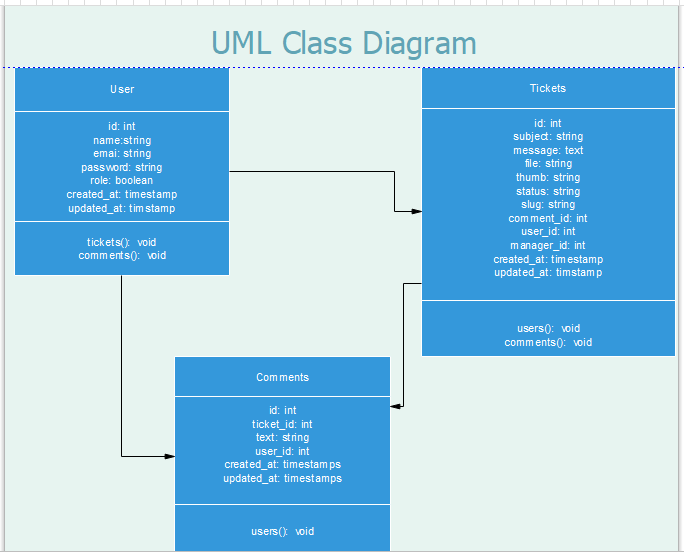 UML Class Diagram
User
id: int
name:string
emai: string
password: string
role: boolean
created_at: timestamp
updated_at: timstamp
tickets():  void
comments():  void
Tickets
id: int
subject: string
message: text
file: string
thumb: string
status: string
slug: string
comment_id: int
user_id: int
manager_id: int
created_at: timestamp
updated_at: timstamp
users():  void
comments():  void
Comments
id: int
ticket_id: int
text: string
user_id: int
created_at: timestamps
updated_at: timestamps
users():  void